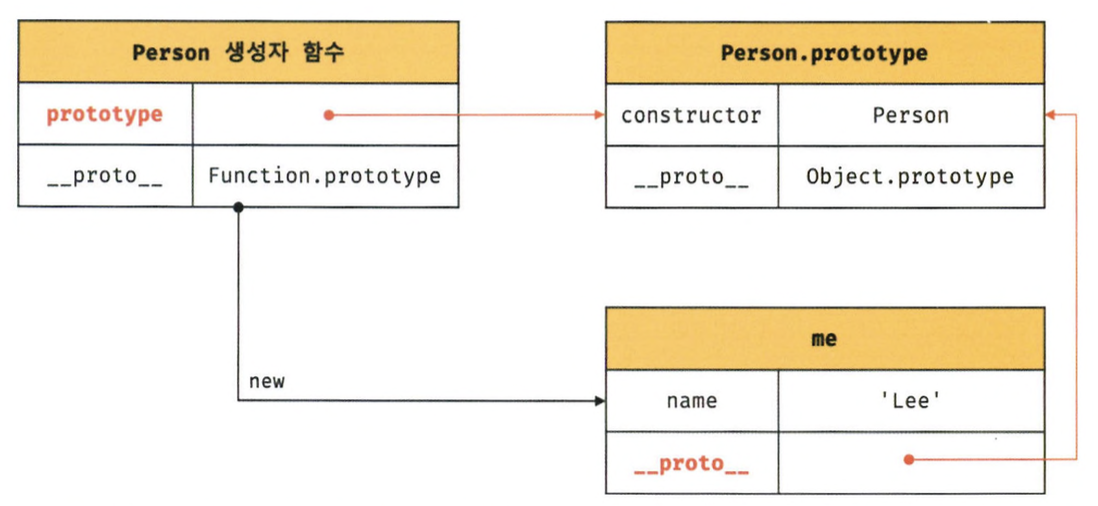 Person 생성자 함수
prototype
__proto__
Function.prototype
Person.prototype
constructor
Person
__proto__
Object.prototype
new
me
name
'Lee'
__proto__